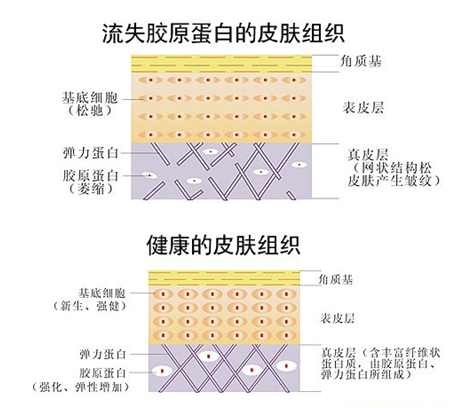 流失胶原蛋白的皮肤组织
角质基
基底细胞
（松驰）
表皮层
弹力蛋白
胶原蛋白
（萎缩）
真皮层
（网状结构松
皮肤产生皱纹）
健康的皮肤组织
角质基
基底细胞
（新生、强健）
表皮层
弹力蛋白
胶原蛋白
（强化、弹性增加）
真皮层（含丰富纤维状
蛋白质，由胶原蛋白、
弹力蛋白所组成）